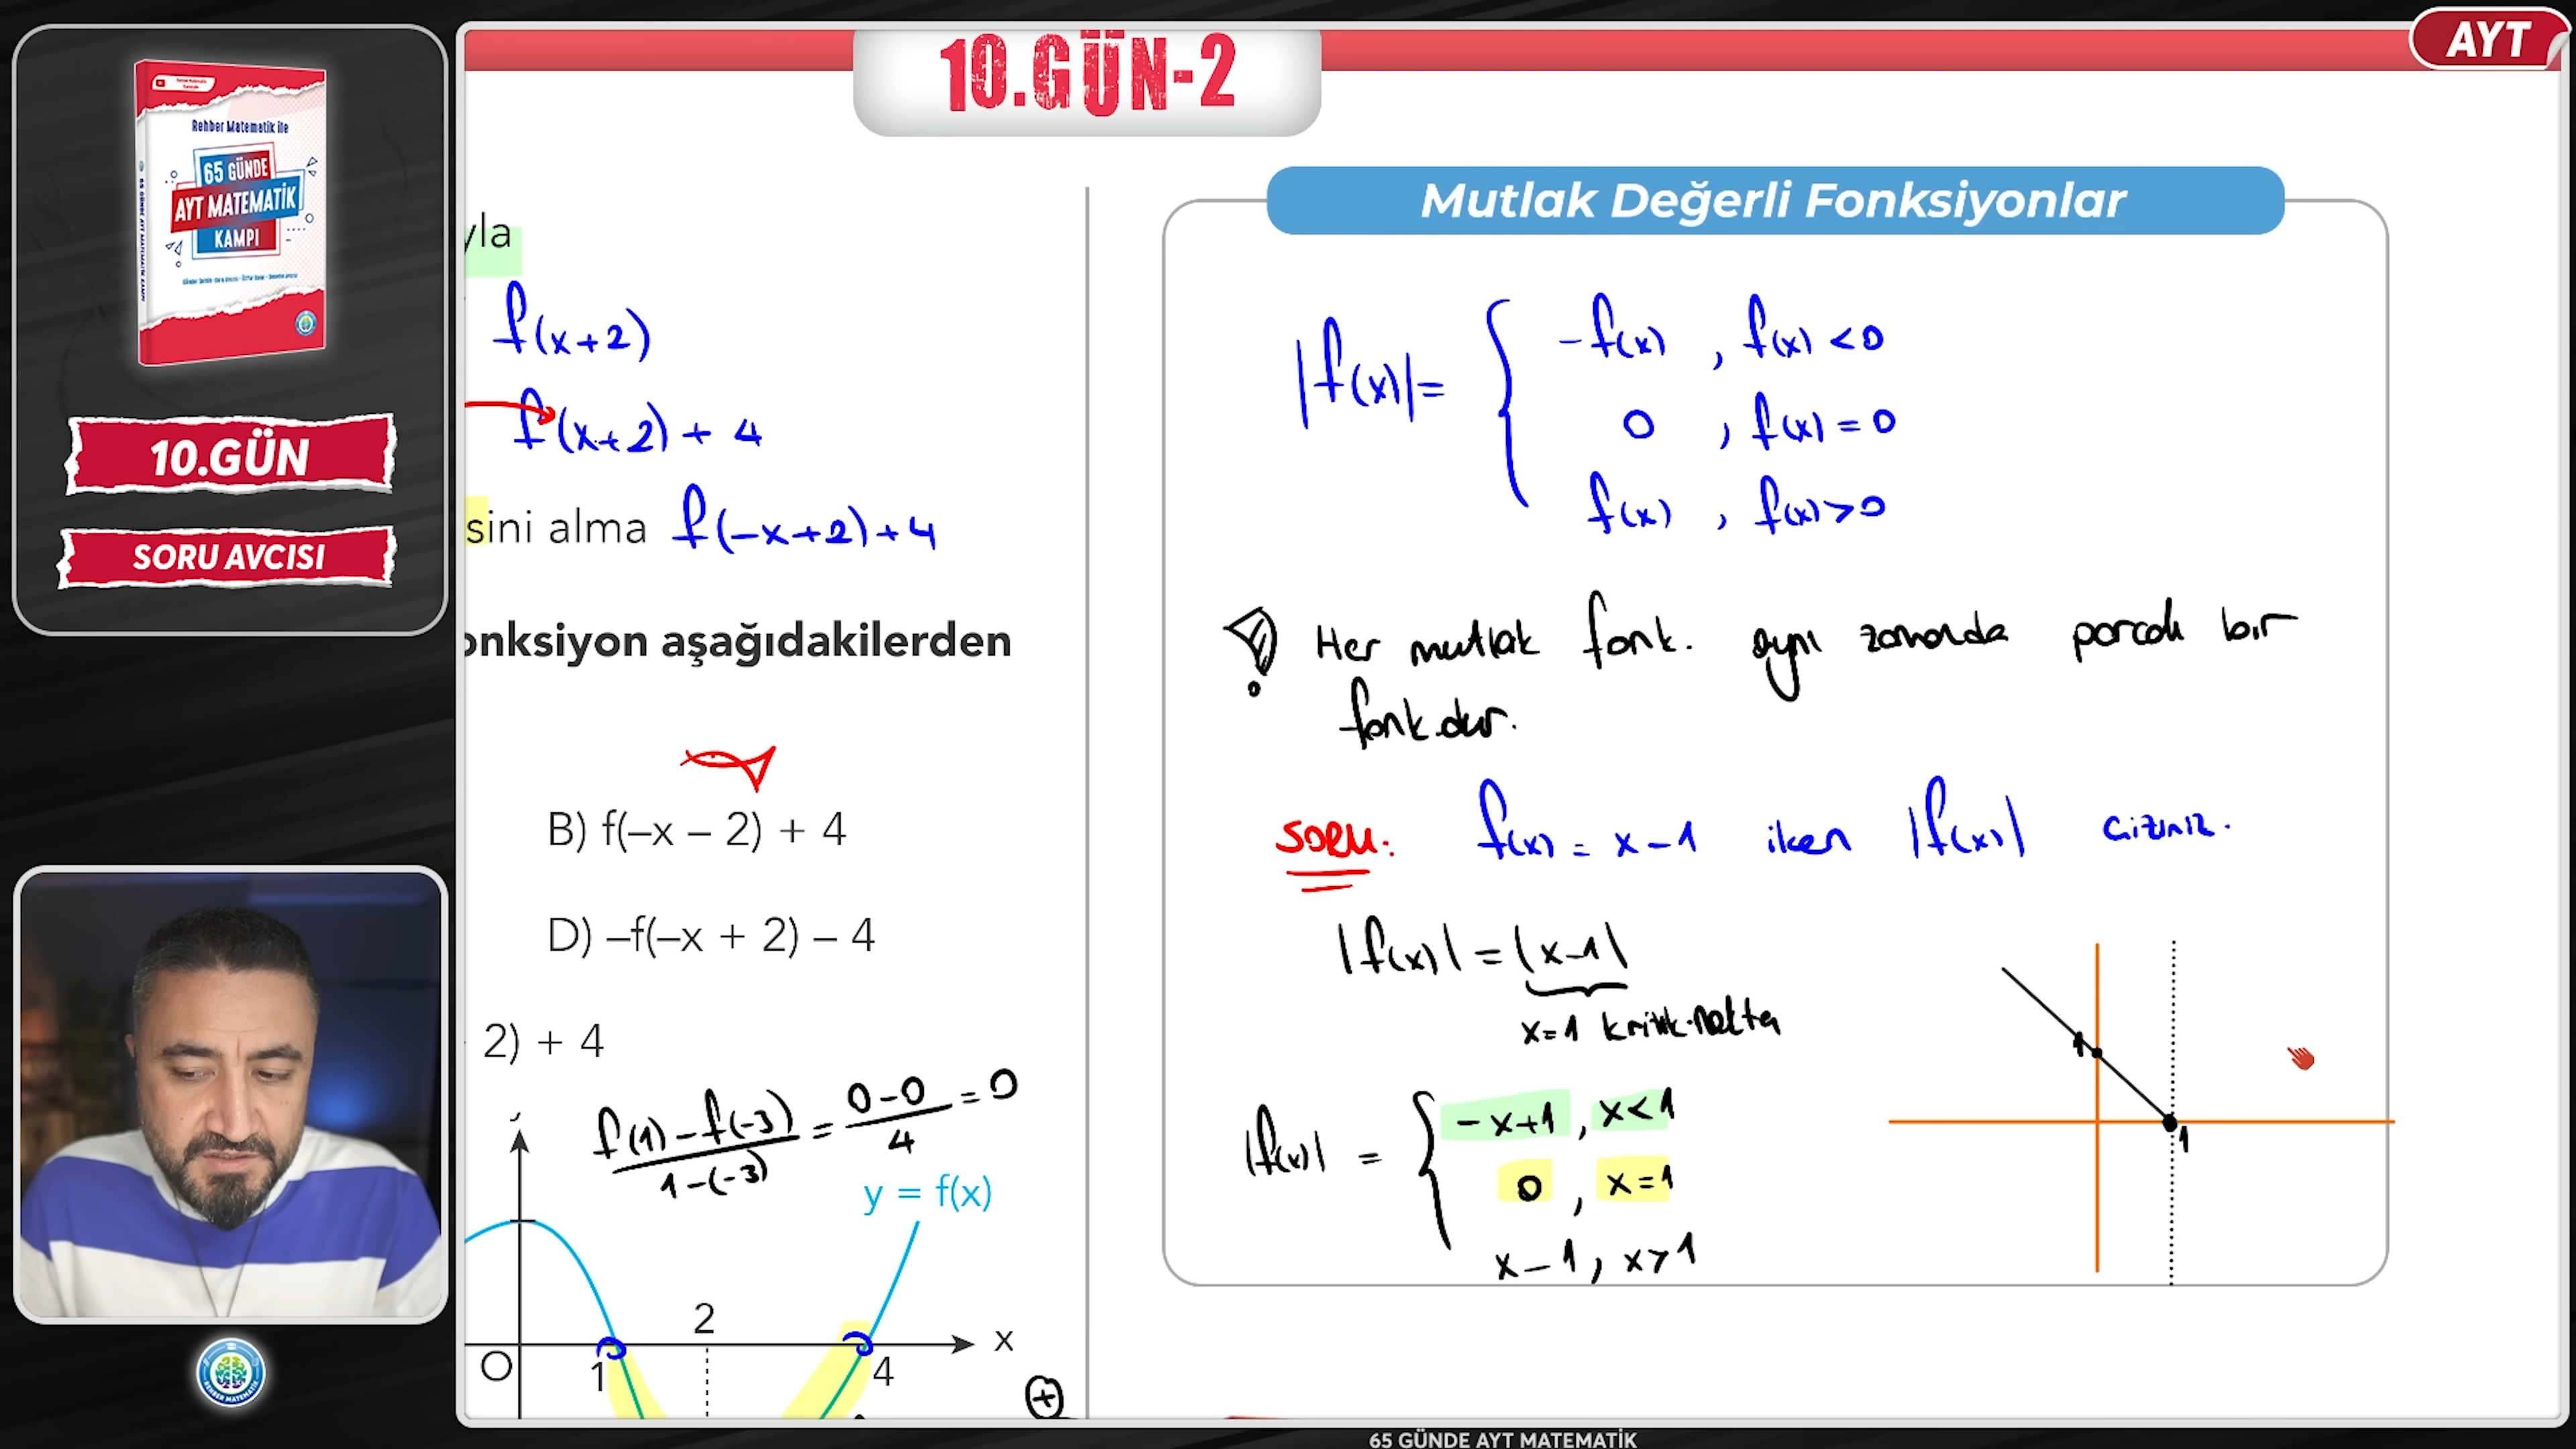 10.GÜN-2
AYT
Rehber Matematik ile
65 GÜNDE
AYT MATEMATİK
KAMPI
10.GÜN
SORU AVCISI
REHBER MATEMATİK
yla
f(x+2)
f(x+2) + 4
sini alma f(-x+2)+4
onksiyon aşağıdakilerden
B) f(–x – 2) + 4
D) –f(–x + 2) – 4
2) + 4
f(1)-f(-3) / 1-(-3) = 0-0 / 4 = 0
y = f(x)
2
x
O
1
4
+
Mutlak Değerli Fonksiyonlar
|f(x)|= { -f(x) , f(x) <0
0 , f(x) = 0
f(x) , f(x)>0
Her mutlak fonk. aynı zamanda parçalı bir
fonk.dur.
SORU: f(x) = x-1 iken |f(x)| çiziniz.
|f(x)| = |x-1|
x=1 kritik nokta
|f(x)| = { -x+1 , x<1
0 , x=1
x-1 , x>1
1
1
65 GÜNDE AYT MATEMATİK